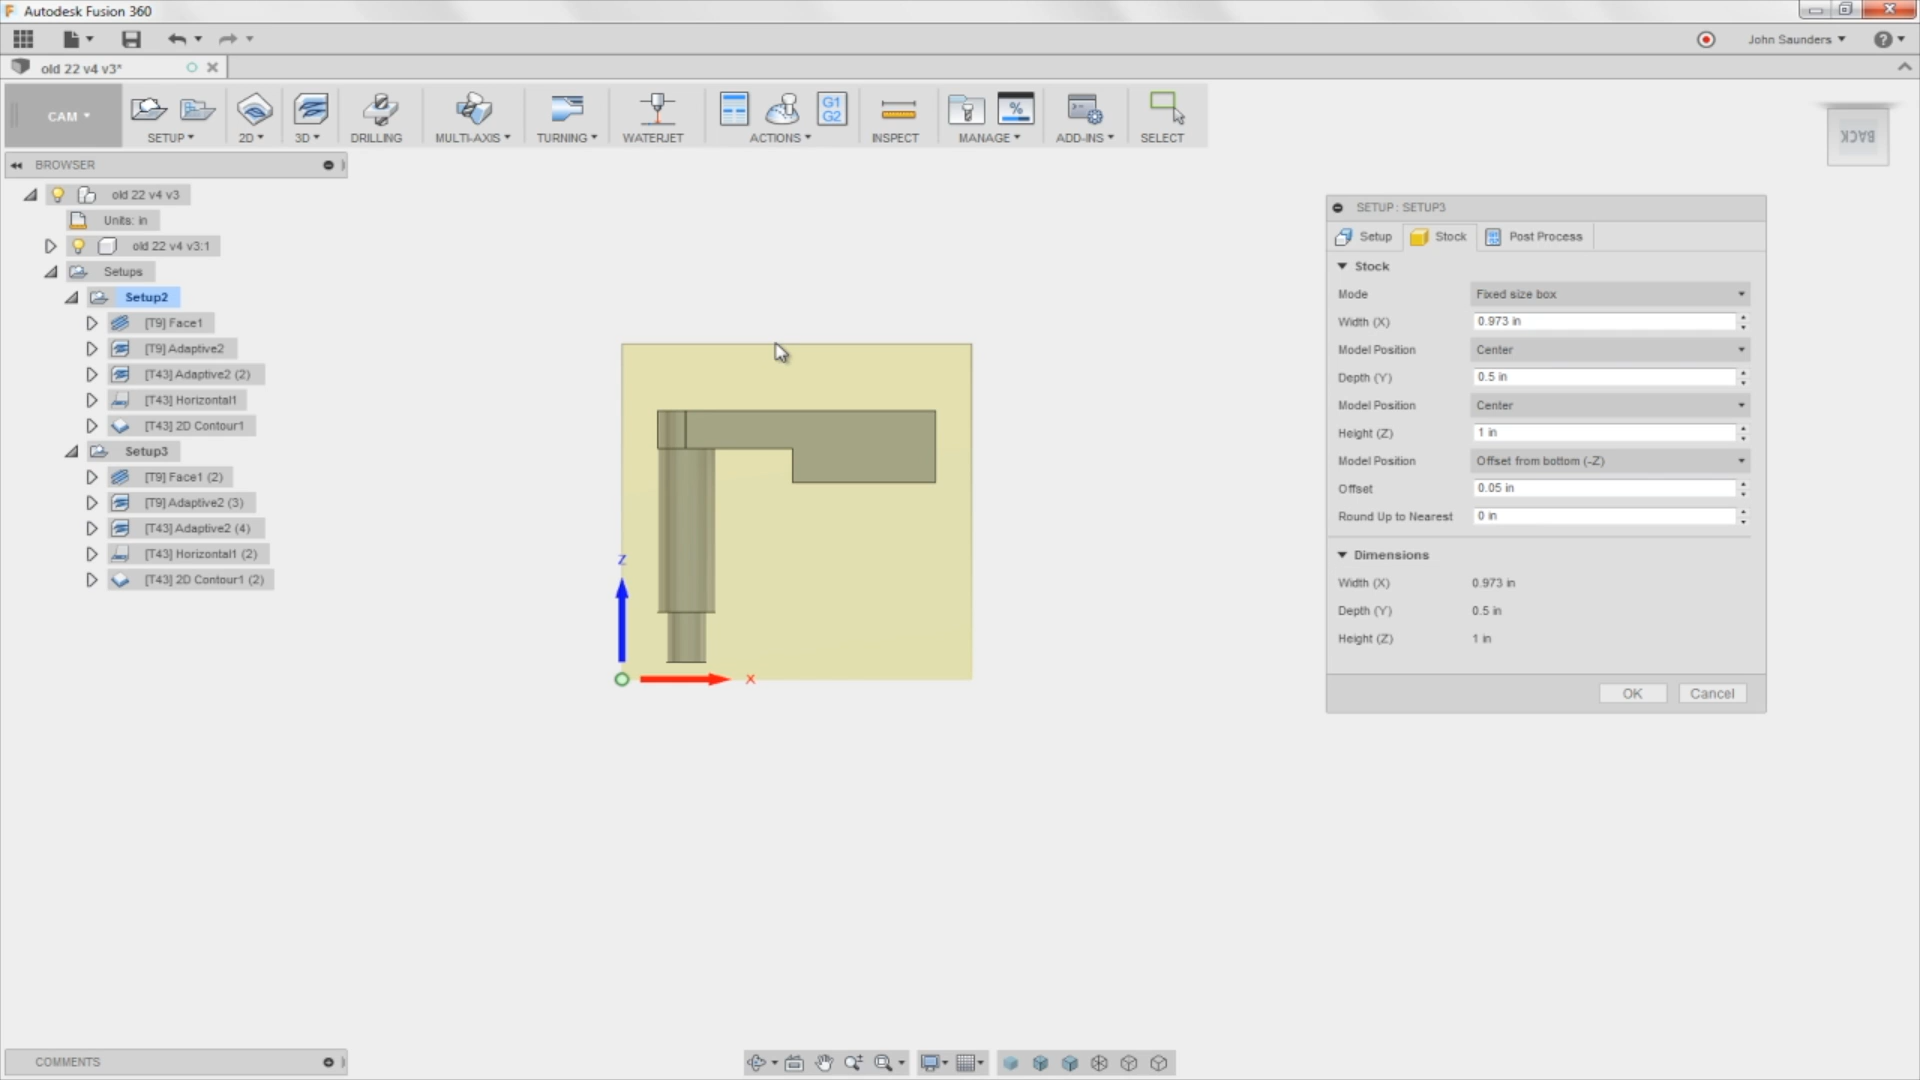 Autodesk Fusion 360
John Saunders
old 22 v4 v3*
CAM
SETUP
2D
3D
DRILLING
MULTI-AXIS
TURNING
WATERJET
G1
G2
ACTIONS
INSPECT
%
MANAGE
ADD-INS
SELECT
BACK
BROWSER
old 22 v4 v3
Units: in
old 22 v4 v3:1
Setups
Setup2
[T9] Face1
[T9] Adaptive2
[T43] Adaptive2 (2)
[T43] Horizontal1
[T43] 2D Contour1
Setup3
[T9] Face1 (2)
[T9] Adaptive2 (3)
[T43] Adaptive2 (4)
[T43] Horizontal1 (2)
[T43] 2D Contour1 (2)
Z
X
SETUP : SETUP3
Setup Stock Post Process
Stock
Mode Fixed size box
Width (X) 0.973 in
Model Position Center
Depth (Y) 0.5 in
Model Position Center
Height (Z) 1 in
Model Position Offset from bottom (-Z)
Offset 0.05 in
Round Up to Nearest 0 in
Dimensions
Width (X) 0.973 in
Depth (Y) 0.5 in
Height (Z) 1 in
OK Cancel
COMMENTS